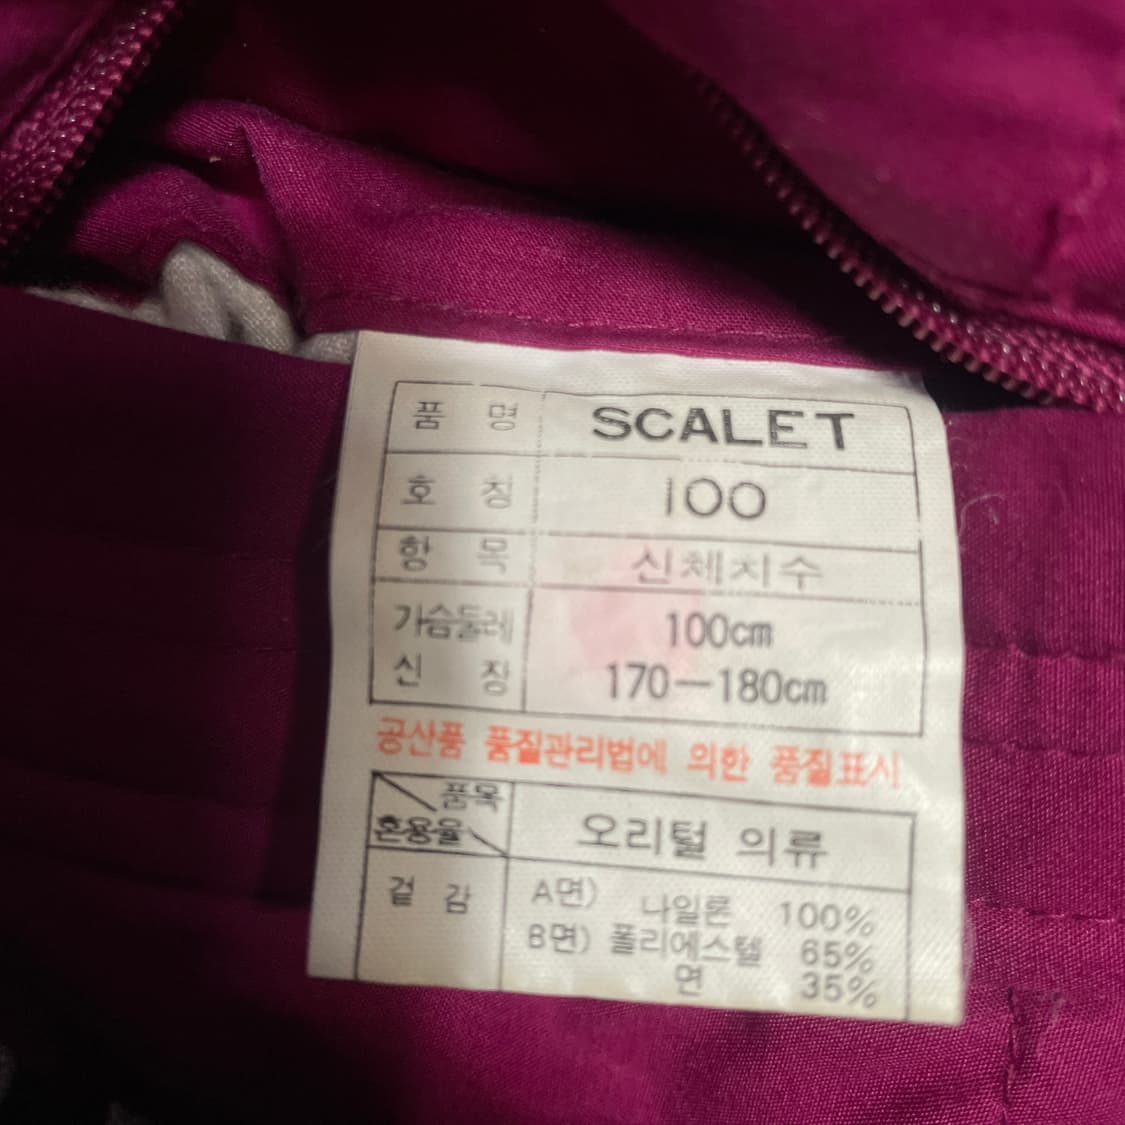 품 명 SCALET
호 칭 100
항 목 신체치수
가슴둘레 100cm
신 장 170-180cm
공산품 품질관리법에 의한 품질표시
품목
혼용율 오리털 의류
겉 감 A면) 나일론 100%
B면) 폴리에스텔 65%
면 35%